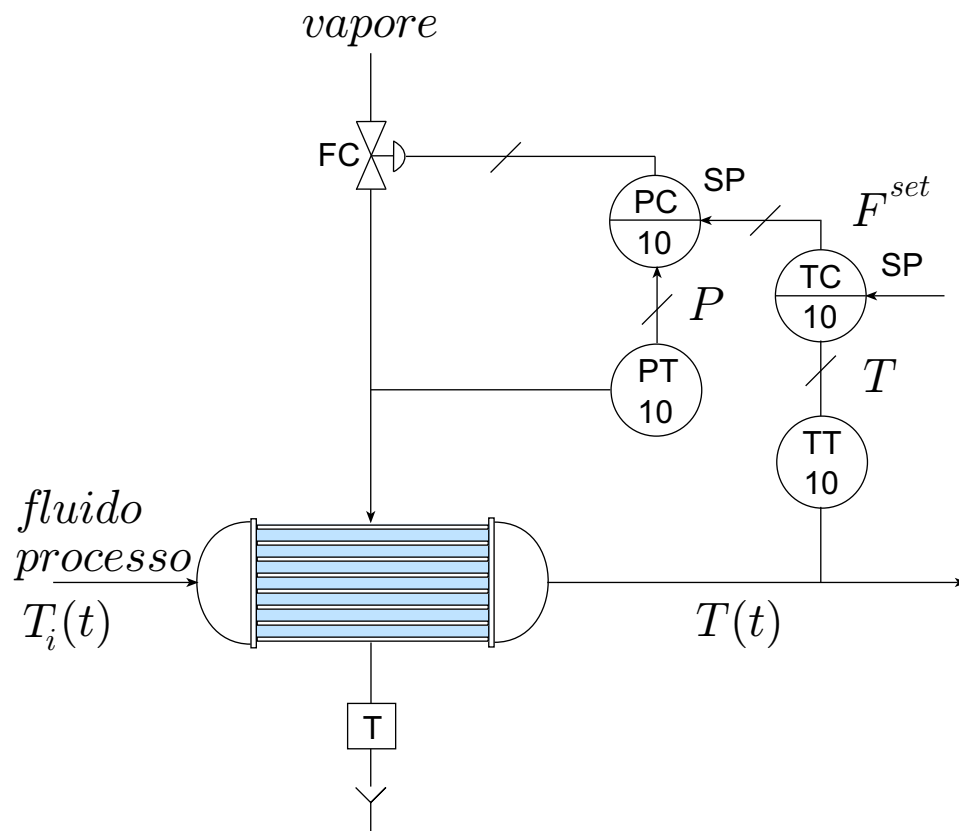 vapore
FC
PC
10
SP
F^set
TC
10
SP
P
PT
10
T
TT
10
fluido
processo
T_i(t)
T(t)
T